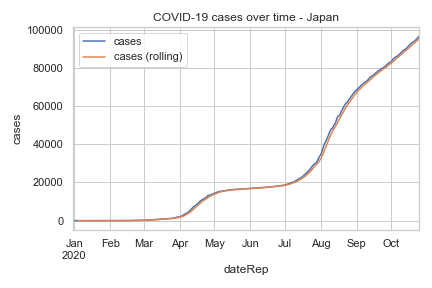 COVID-19 cases over time - Japan
cases
cases (rolling)
100000
80000
60000
40000
20000
0
cases
Jan Feb Mar Apr May Jun Jul Aug Sep Oct
2020
dateRep